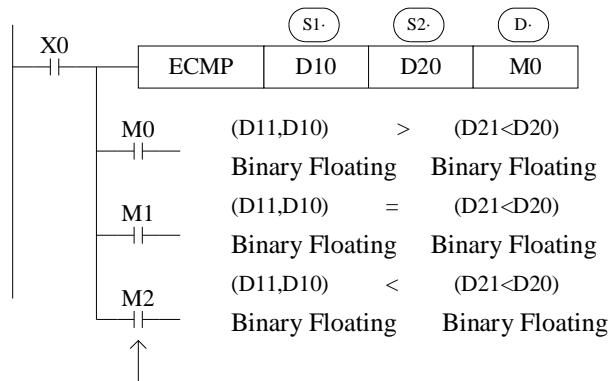 S1· S2· D·
X0
ECMP D10 D20 M0
M0 (D11,D10) > (D21<D20)
Binary Floating Binary Floating
M1 (D11,D10) = (D21<D20)
Binary Floating Binary Floating
M2 (D11,D10) < (D21<D20)
Binary Floating Binary Floating